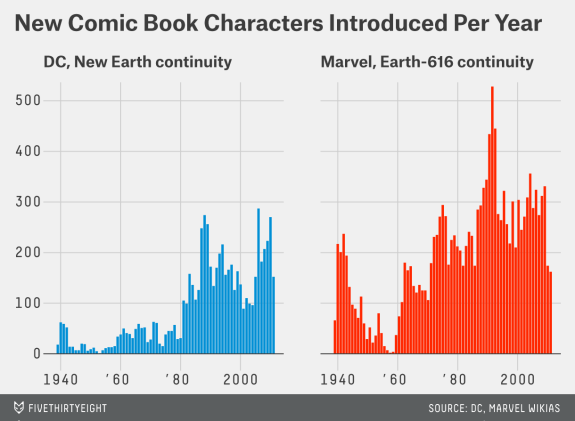 New Comic Book Characters Introduced Per Year
DC, New Earth continuity
Marvel, Earth-616 continuity
500
400
300
200
100
0
1940 '60 '80 2000
1940 '60 '80 2000
FIVETHIRTYEIGHT
SOURCE: DC, MARVEL WIKIAS